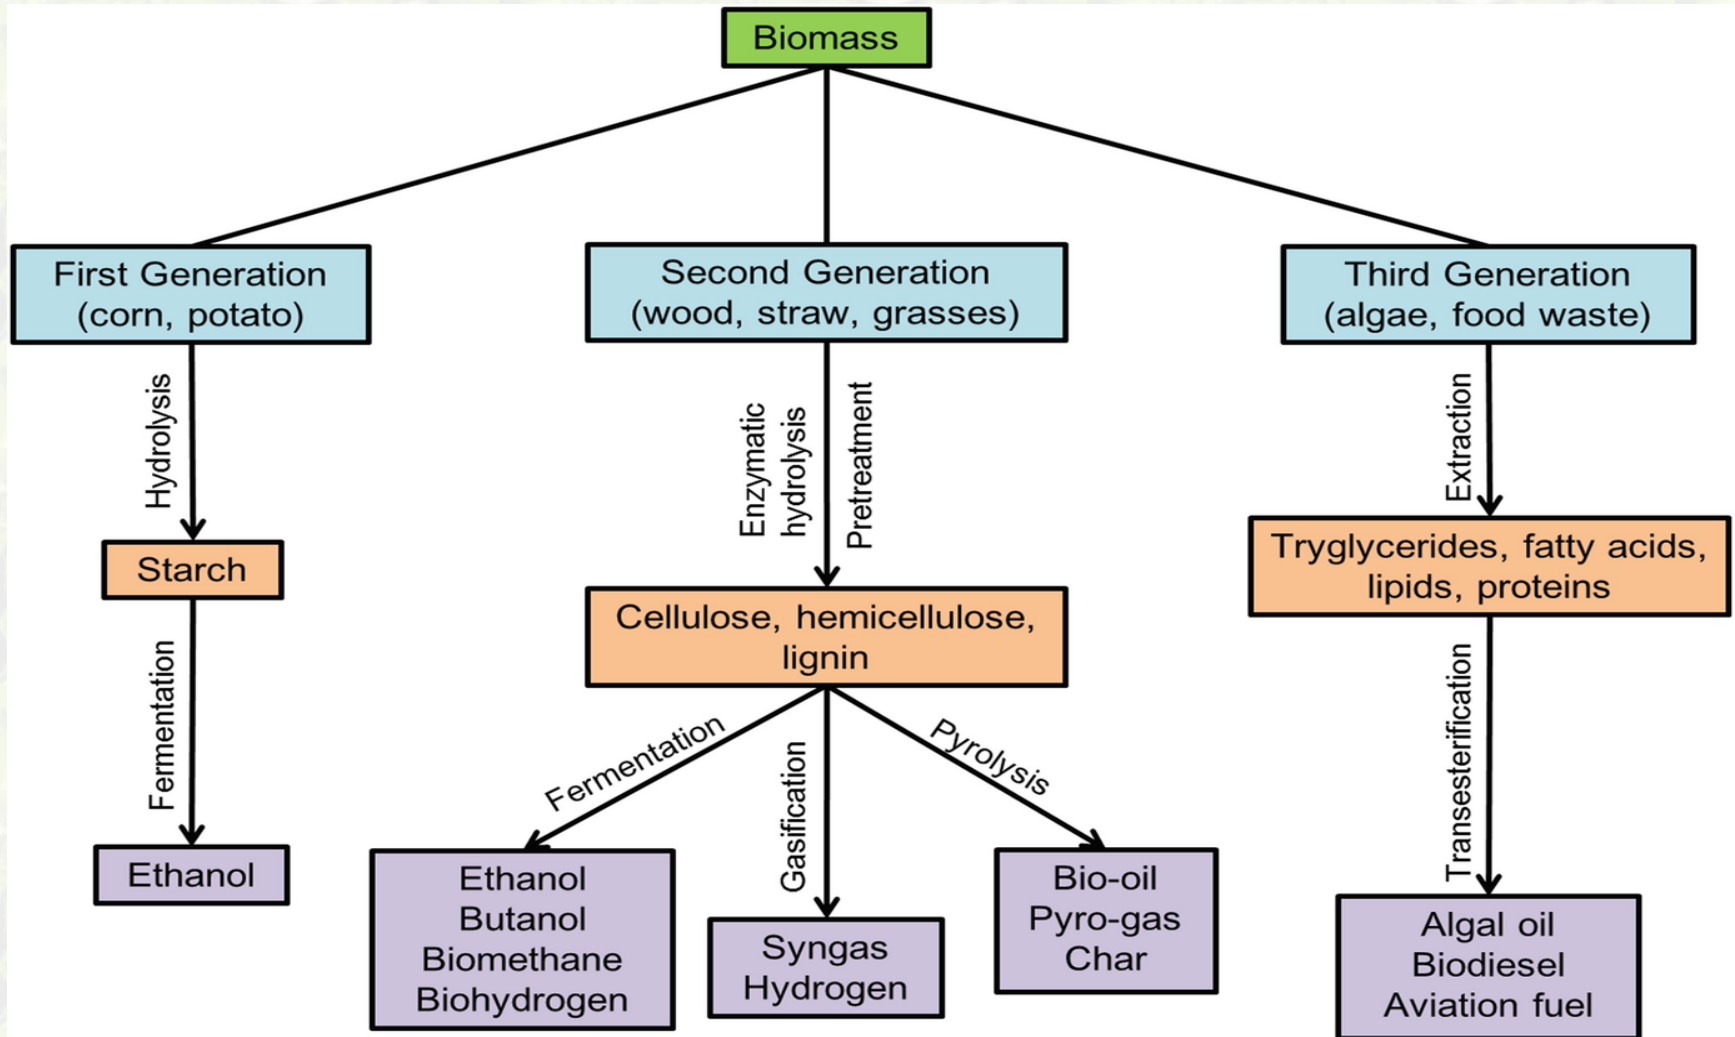 Biomass
First Generation
(corn, potato)
Second Generation
(wood, straw, grasses)
Third Generation
(algae, food waste)
Hydrolysis
Enzymatic
hydrolysis
Pretreatment
Extraction
Starch
Cellulose, hemicellulose,
lignin
Tryglycerides, fatty acids,
lipids, proteins
Fermentation
Fermentation
Gasification
Pyrolysis
Transesterification
Ethanol
Ethanol
Butanol
Biomethane
Biohydrogen
Syngas
Hydrogen
Bio-oil
Pyro-gas
Char
Algal oil
Biodiesel
Aviation fuel